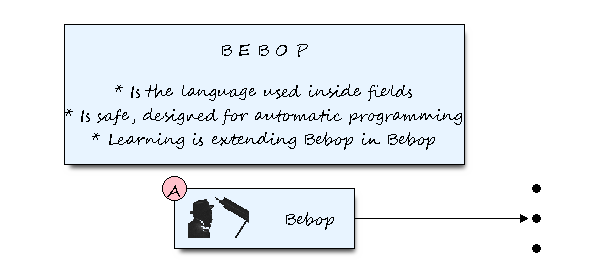 B E B O P
* Is the language used inside fields
* Is safe, designed for automatic programming
* Learning is extending Bebop in Bebop
A
Bebop